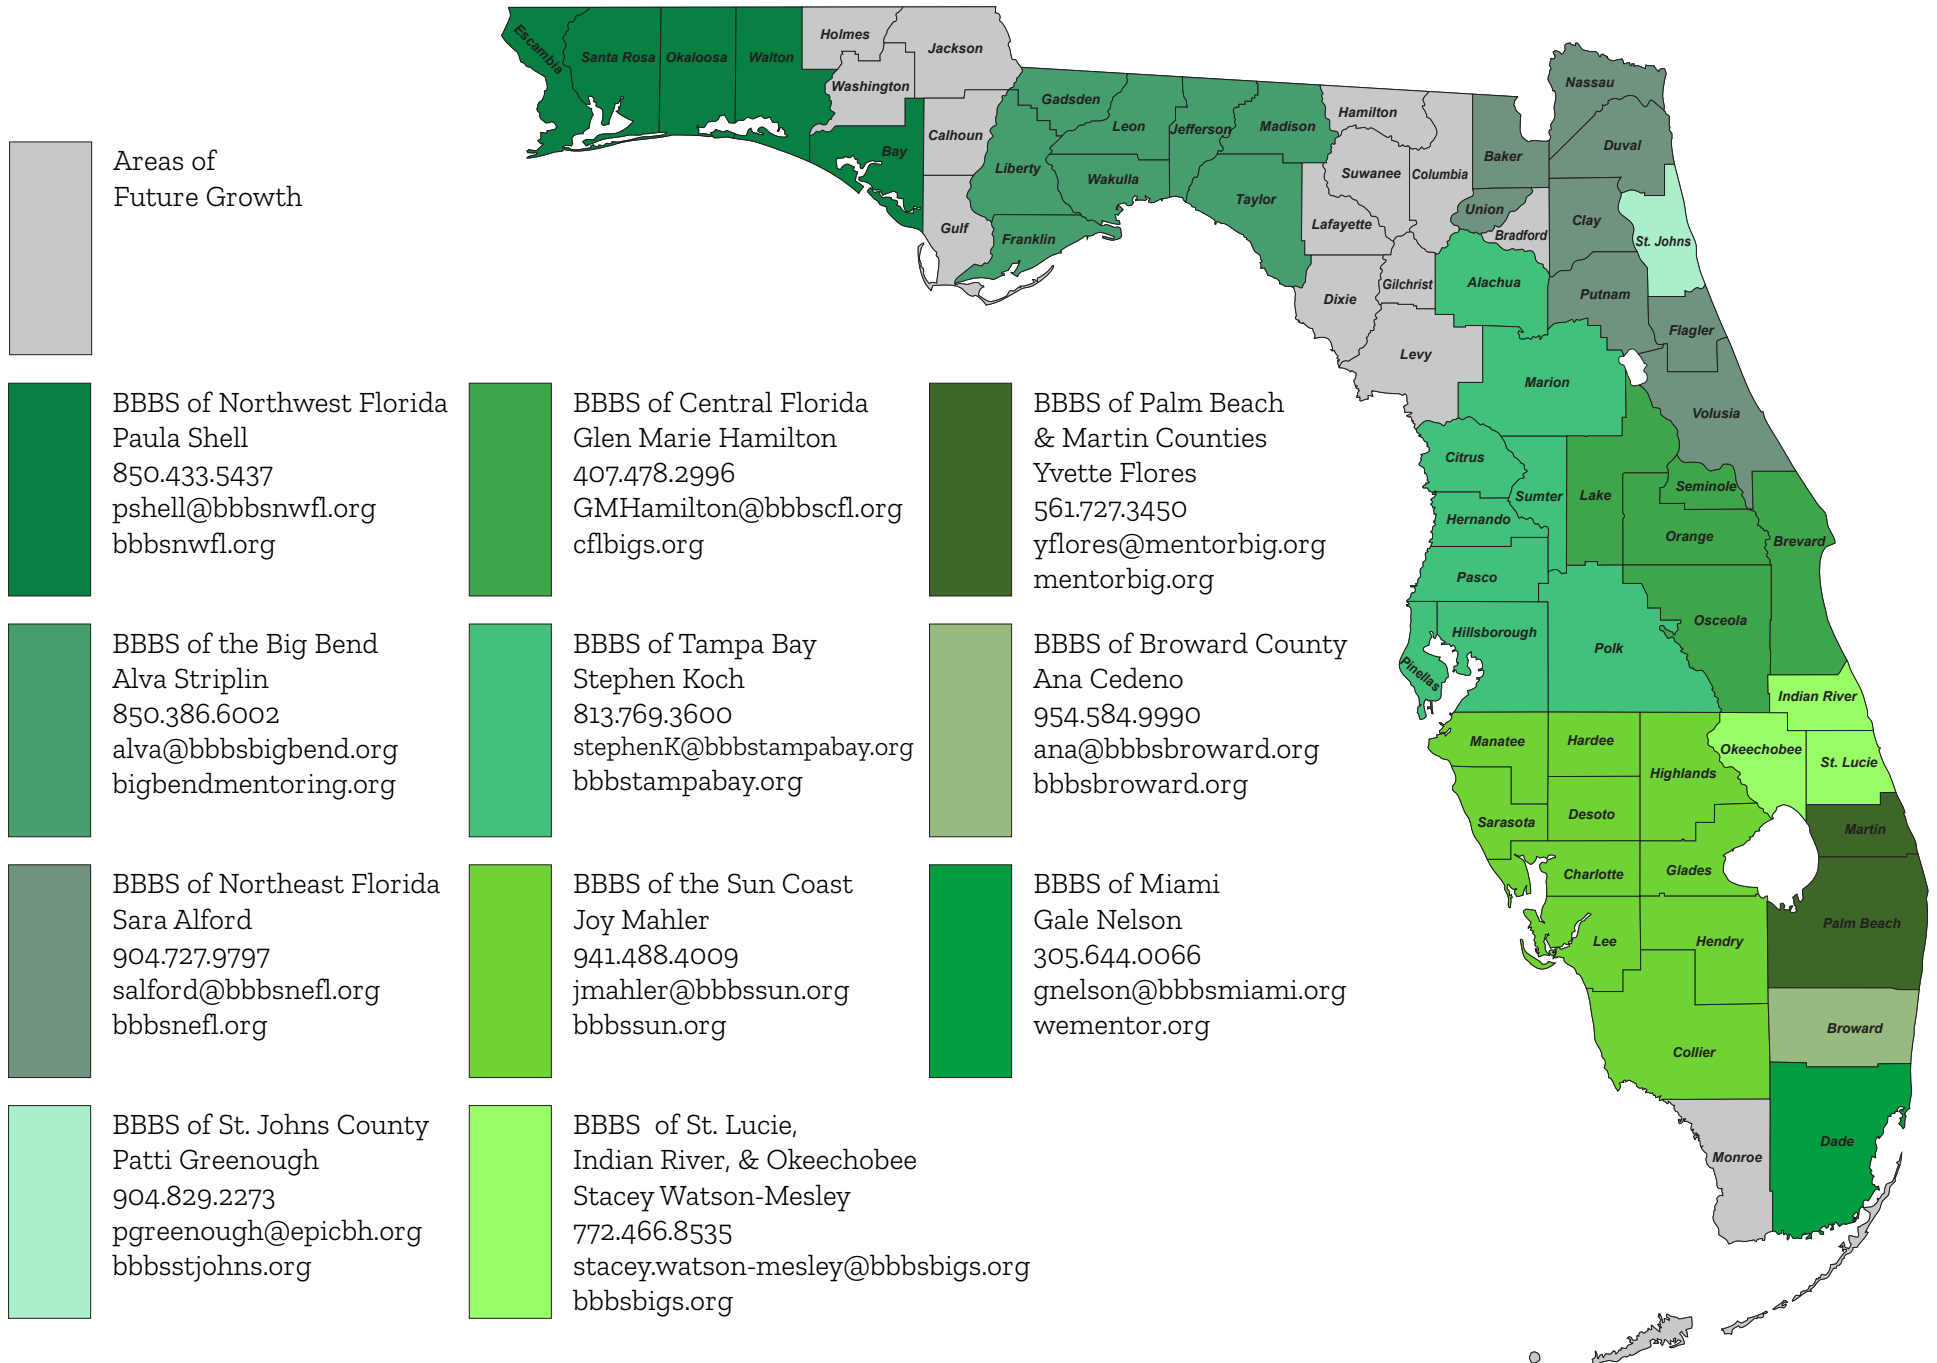 Areas of
Future Growth
BBBS of Northwest Florida
Paula Shell
850.433.5437
pshell@bbbsnwfl.org
bbbsnwfl.org
BBBS of the Big Bend
Alva Striplin
850.386.6002
alva@bbbsbigbend.org
bigbendmentoring.org
BBBS of Northeast Florida
Sara Alford
904.727.9797
salford@bbbsnefl.org
bbbsnefl.org
BBBS of St. Johns County
Patti Greenough
904.829.2273
pgreenough@epicbh.org
bbbsstjohns.org
BBBS of Central Florida
Glen Marie Hamilton
407.478.2996
GMHamilton@bbbscfl.org
cflbigs.org
BBBS of Tampa Bay
Stephen Koch
813.769.3600
stephenK@bbbstampabay.org
bbbstampabay.org
BBBS of the Sun Coast
Joy Mahler
941.488.4009
jmahler@bbbssun.org
bbbssun.org
BBBS of St. Lucie,
Indian River, & Okeechobee
Stacey Watson-Mesley
772.466.8535
stacey.watson-mesley@bbbsbigs.org
bbbsbigs.org
BBBS of Palm Beach
& Martin Counties
Yvette Flores
561.727.3450
yflores@mentorbig.org
mentorbig.org
BBBS of Broward County
Ana Cedeno
954.584.9990
ana@bbbsbroward.org
bbbsbroward.org
BBBS of Miami
Gale Nelson
305.644.0066
gnelson@bbbsmiami.org
wementor.org
Escambia
Santa Rosa
Okaloosa
Walton
Holmes
Jackson
Washington
Bay
Calhoun
Gulf
Gadsden
Liberty
Franklin
Leon
Wakulla
Jefferson
Madison
Taylor
Hamilton
Suwanee
Columbia
Lafayette
Dixie
Gilchrist
Levy
Baker
Union
Bradford
Nassau
Duval
Clay
St. Johns
Alachua
Putnam
Flagler
Marion
Volusia
Citrus
Sumter
Lake
Seminole
Hernando
Orange
Brevard
Pasco
Hillsborough
Pinellas
Polk
Osceola
Indian River
Manatee
Hardee
Highlands
Okeechobee
St. Lucie
Sarasota
Desoto
Martin
Charlotte
Glades
Palm Beach
Lee
Hendry
Broward
Collier
Dade
Monroe